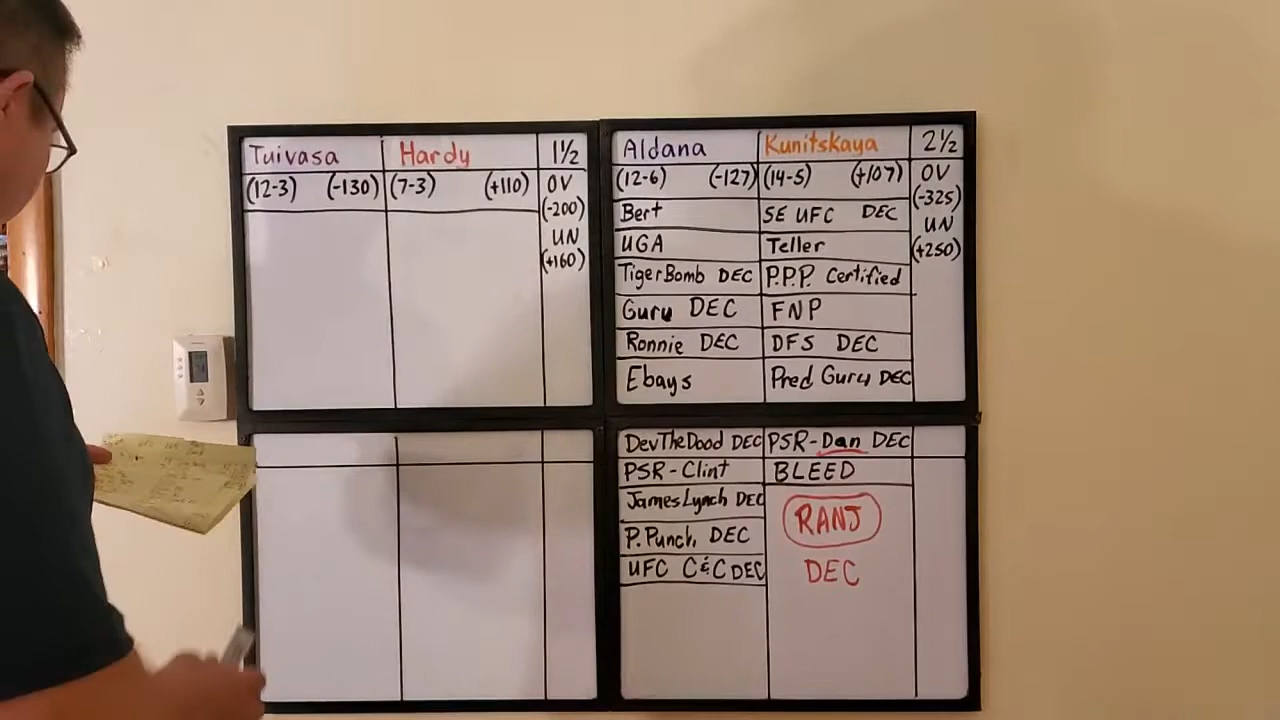 Tuivasa Hardy 1½
(12-3) (-130) (7-3) (+110) OV
(-200)
UN
(+160)
Aldana Kunitskaya 2½
(12-6) (-127) (14-5) (+107) OV
(-325)
UN
(+250)
Bert SE UFC DEC
UGA Teller
TigerBomb DEC P.P.P. Certified
Guru DEC FNP
Ronnie DEC DFS DEC
Ebays Pred Guru DEC
DevTheDood DEC PSR-Dan DEC
PSR-Clint BLEED
James Lynch DEC RANJ
P. Punch, DEC
UFC C&C DEC DEC